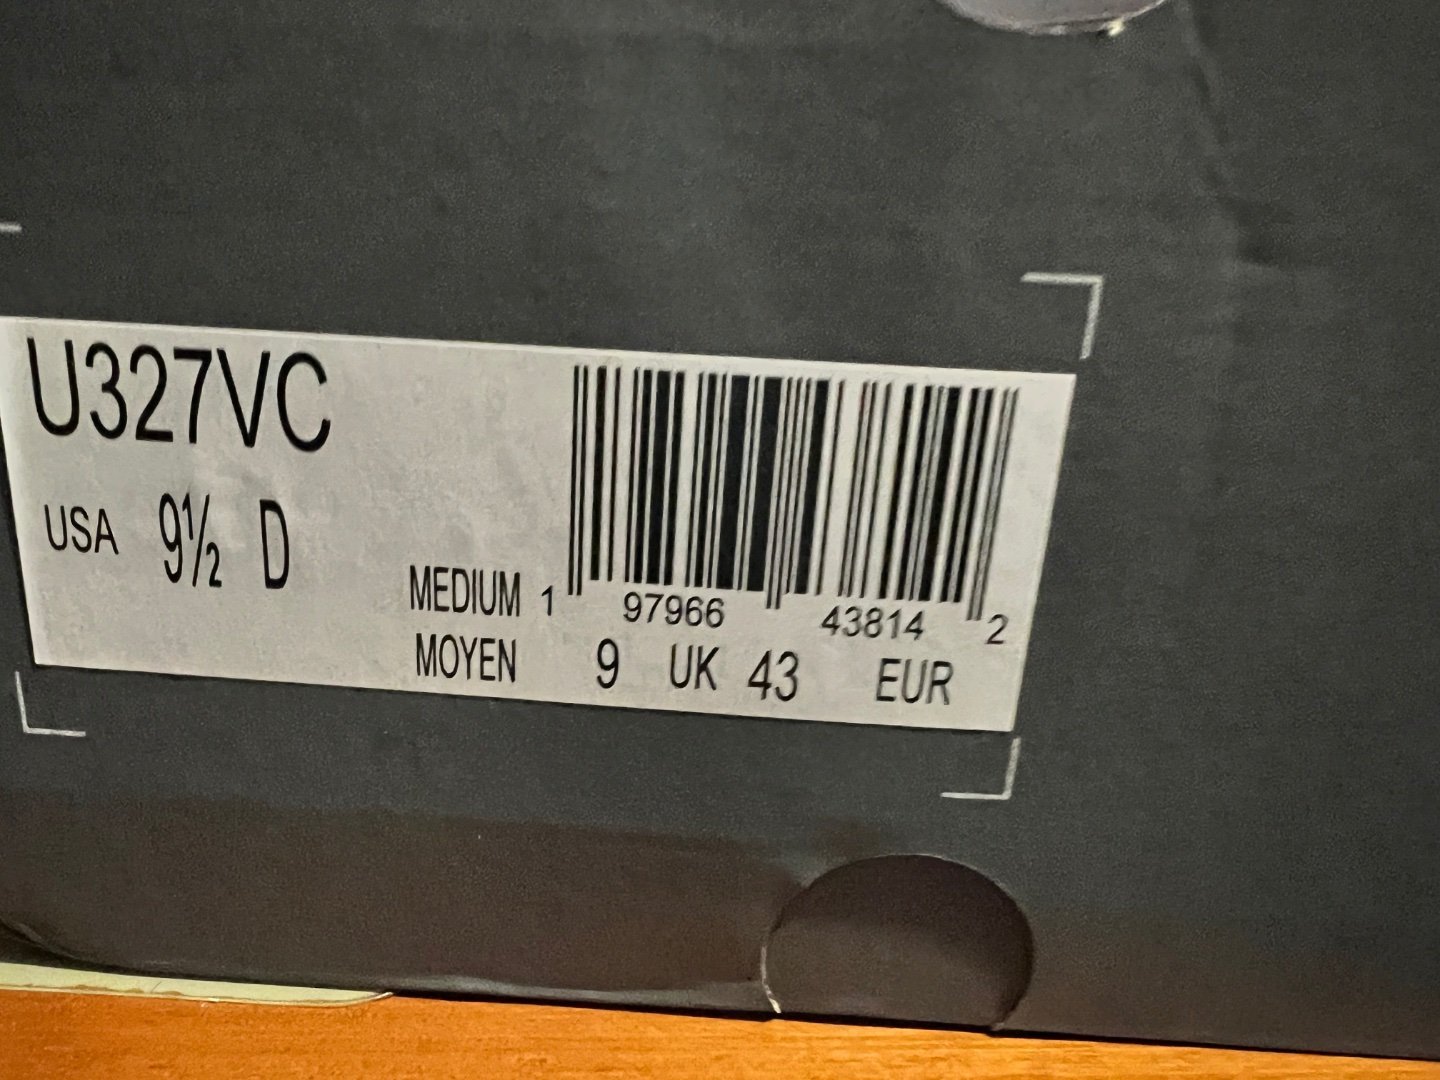 U327VC
USA 9½ D
MEDIUM 1 97966 43814 2
MOYEN 9 UK 43 EUR